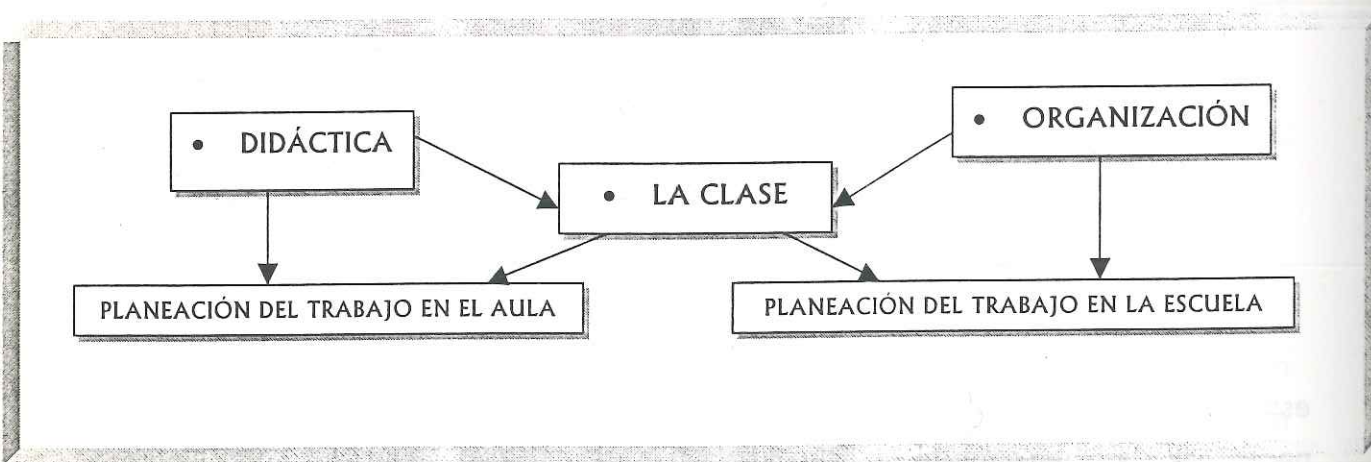 • DIDÁCTICA
• ORGANIZACIÓN
• LA CLASE
PLANEACIÓN DEL TRABAJO EN EL AULA
PLANEACIÓN DEL TRABAJO EN LA ESCUELA